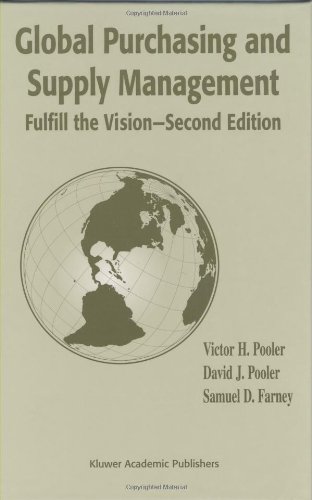 Global Purchasing and
Supply Management
Fulfill the Vision—Second Edition
Victor H. Pooler
David J. Pooler
Samuel D. Farney
Kluwer Academic Publishers